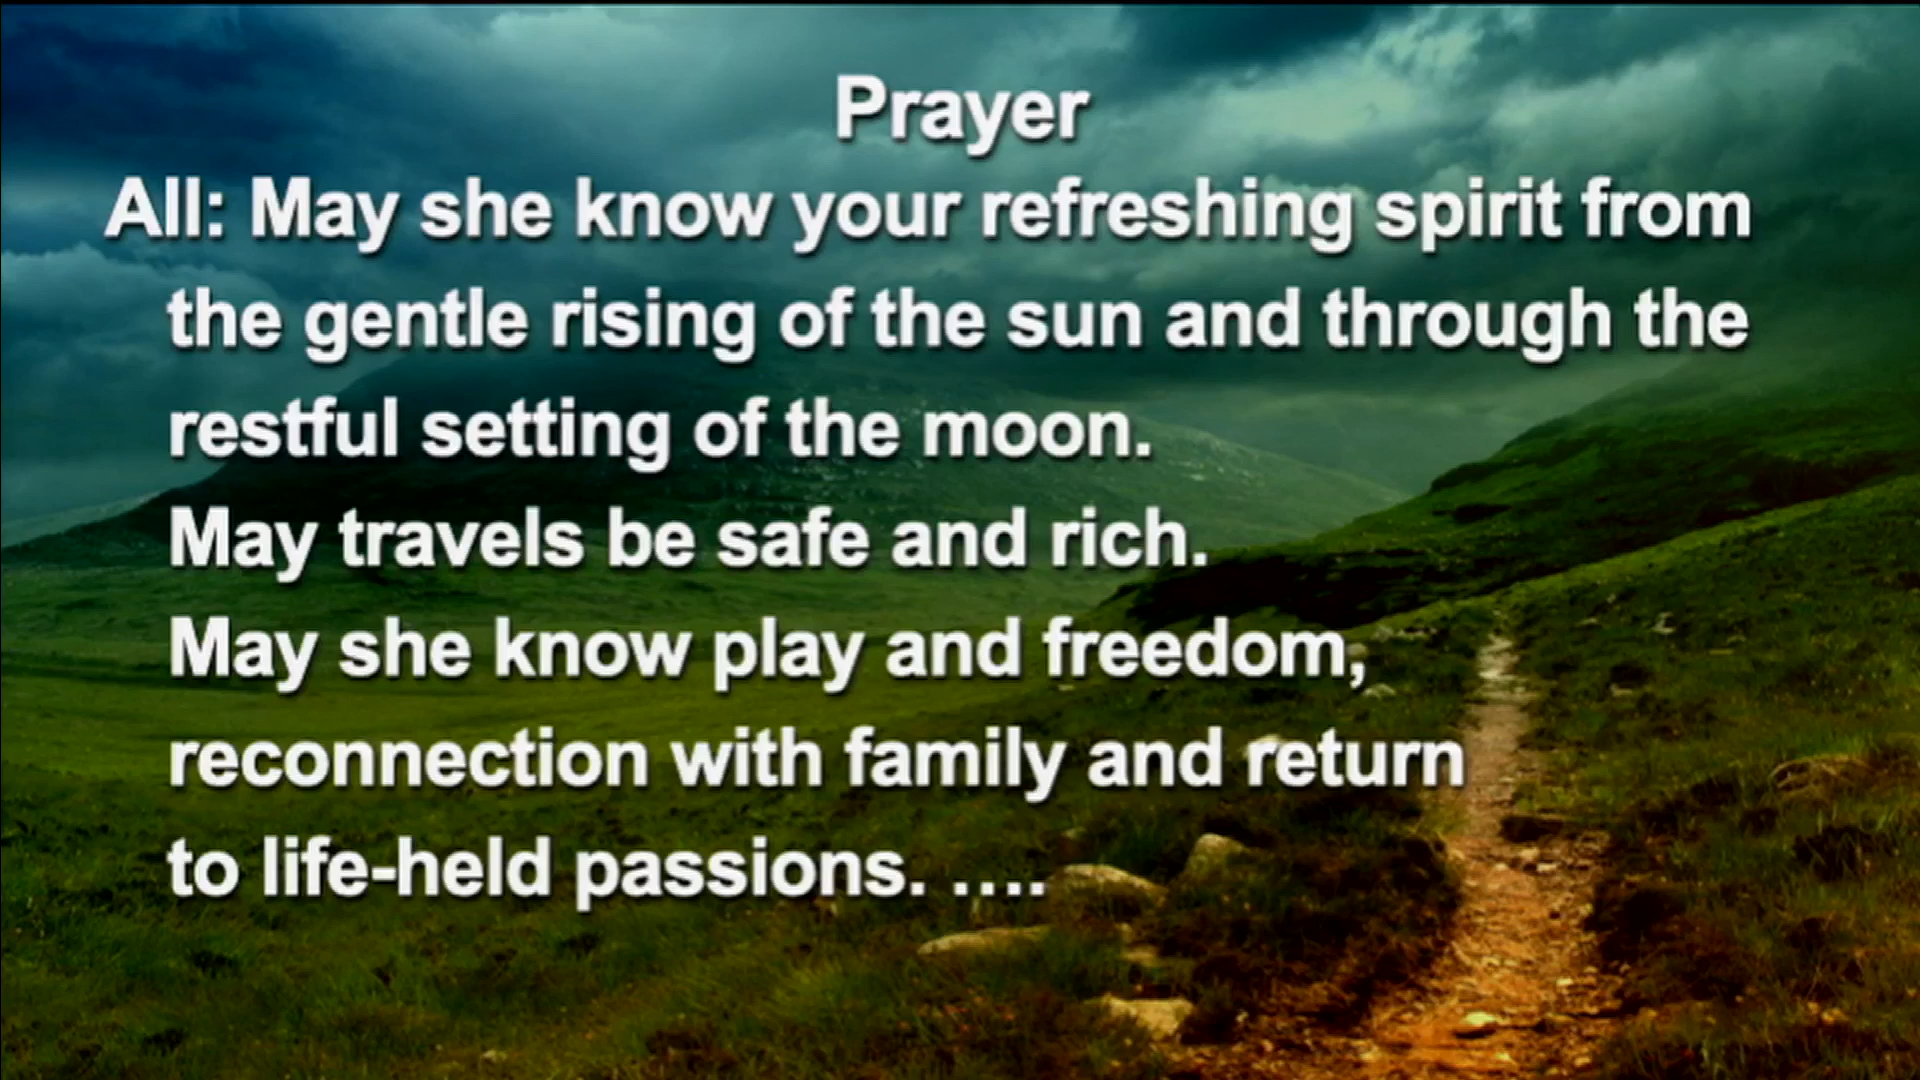 Prayer
All: May she know your refreshing spirit from
the gentle rising of the sun and through the
restful setting of the moon.
May travels be safe and rich.
May she know play and freedom,
reconnection with family and return
to life-held passions. ....